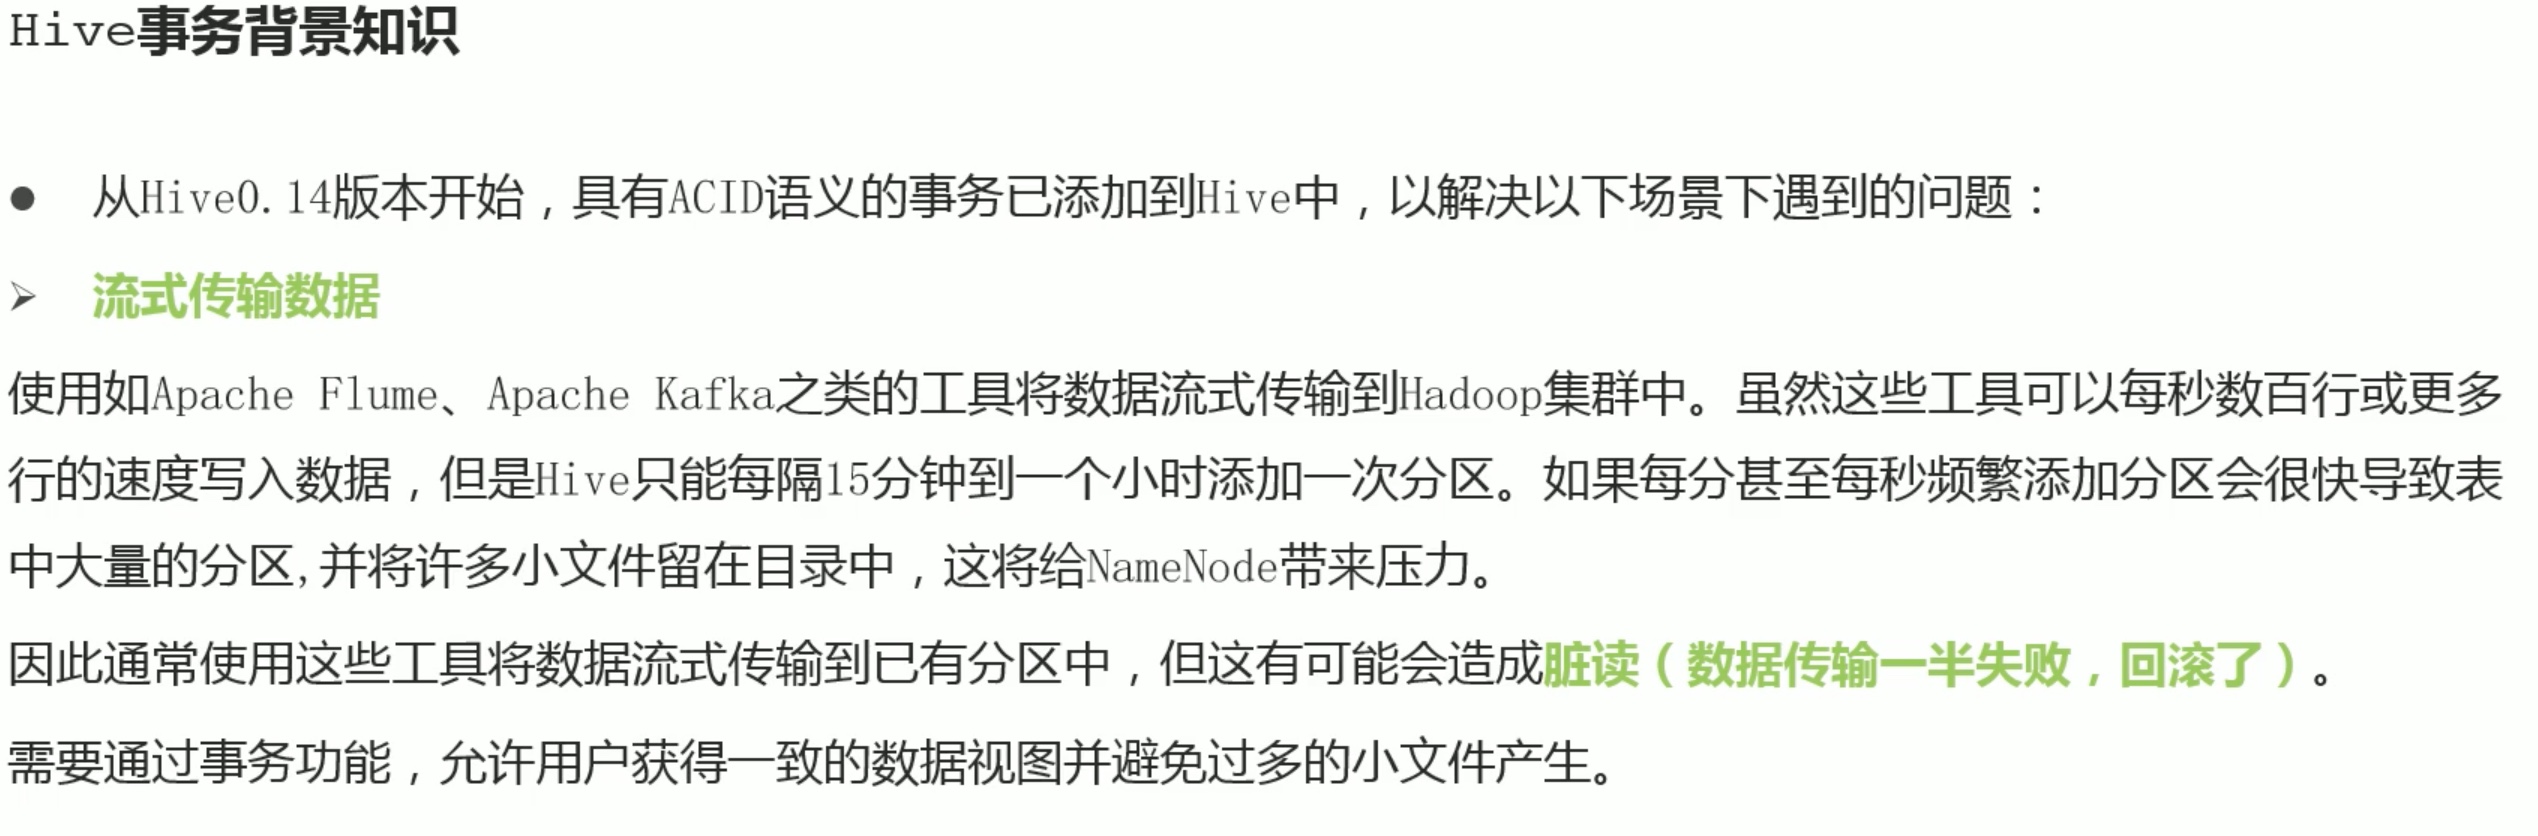 Hive事务背景知识
● 从Hive0.14版本开始，具有ACID语义的事务已添加到Hive中，以解决以下场景下遇到的问题：
➢ 流式传输数据
使用如Apache Flume、Apache Kafka之类的工具将数据流式传输到Hadoop集群中。虽然这些工具可以每秒数百行或更多
行的速度写入数据，但是Hive只能每隔15分钟到一个小时添加一次分区。如果每分甚至每秒频繁添加分区会很快导致表
中大量的分区,并将许多小文件留在目录中，这将给NameNode带来压力。
因此通常使用这些工具将数据流式传输到已有分区中，但这有可能会造成脏读（数据传输一半失败，回滚了）。
需要通过事务功能，允许用户获得一致的数据视图并避免过多的小文件产生。